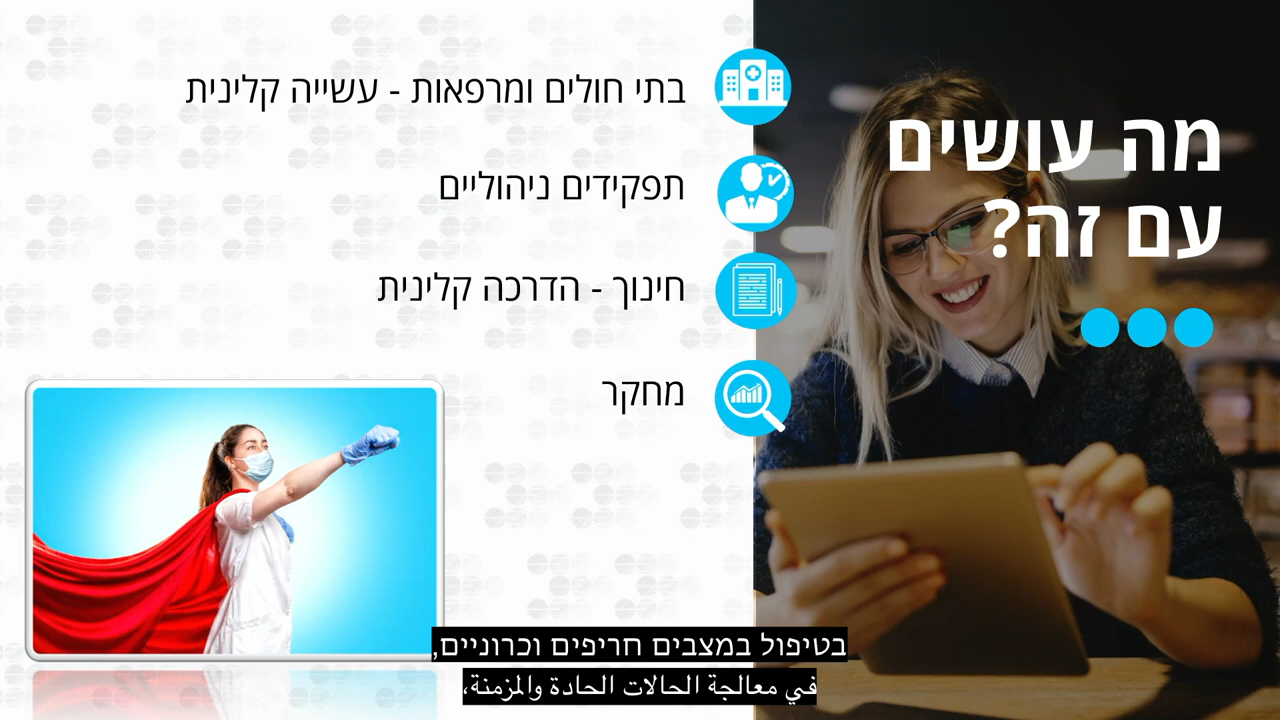 מה עושים
עם זה?
בתי חולים ומרפאות - עשייה קלינית
תפקידים ניהוליים
חינוך - הדרכה קלינית
מחקר
בטיפול במצבים חריפים וכרוניים,
في معالجة الحالات الحادة والمزمنة،